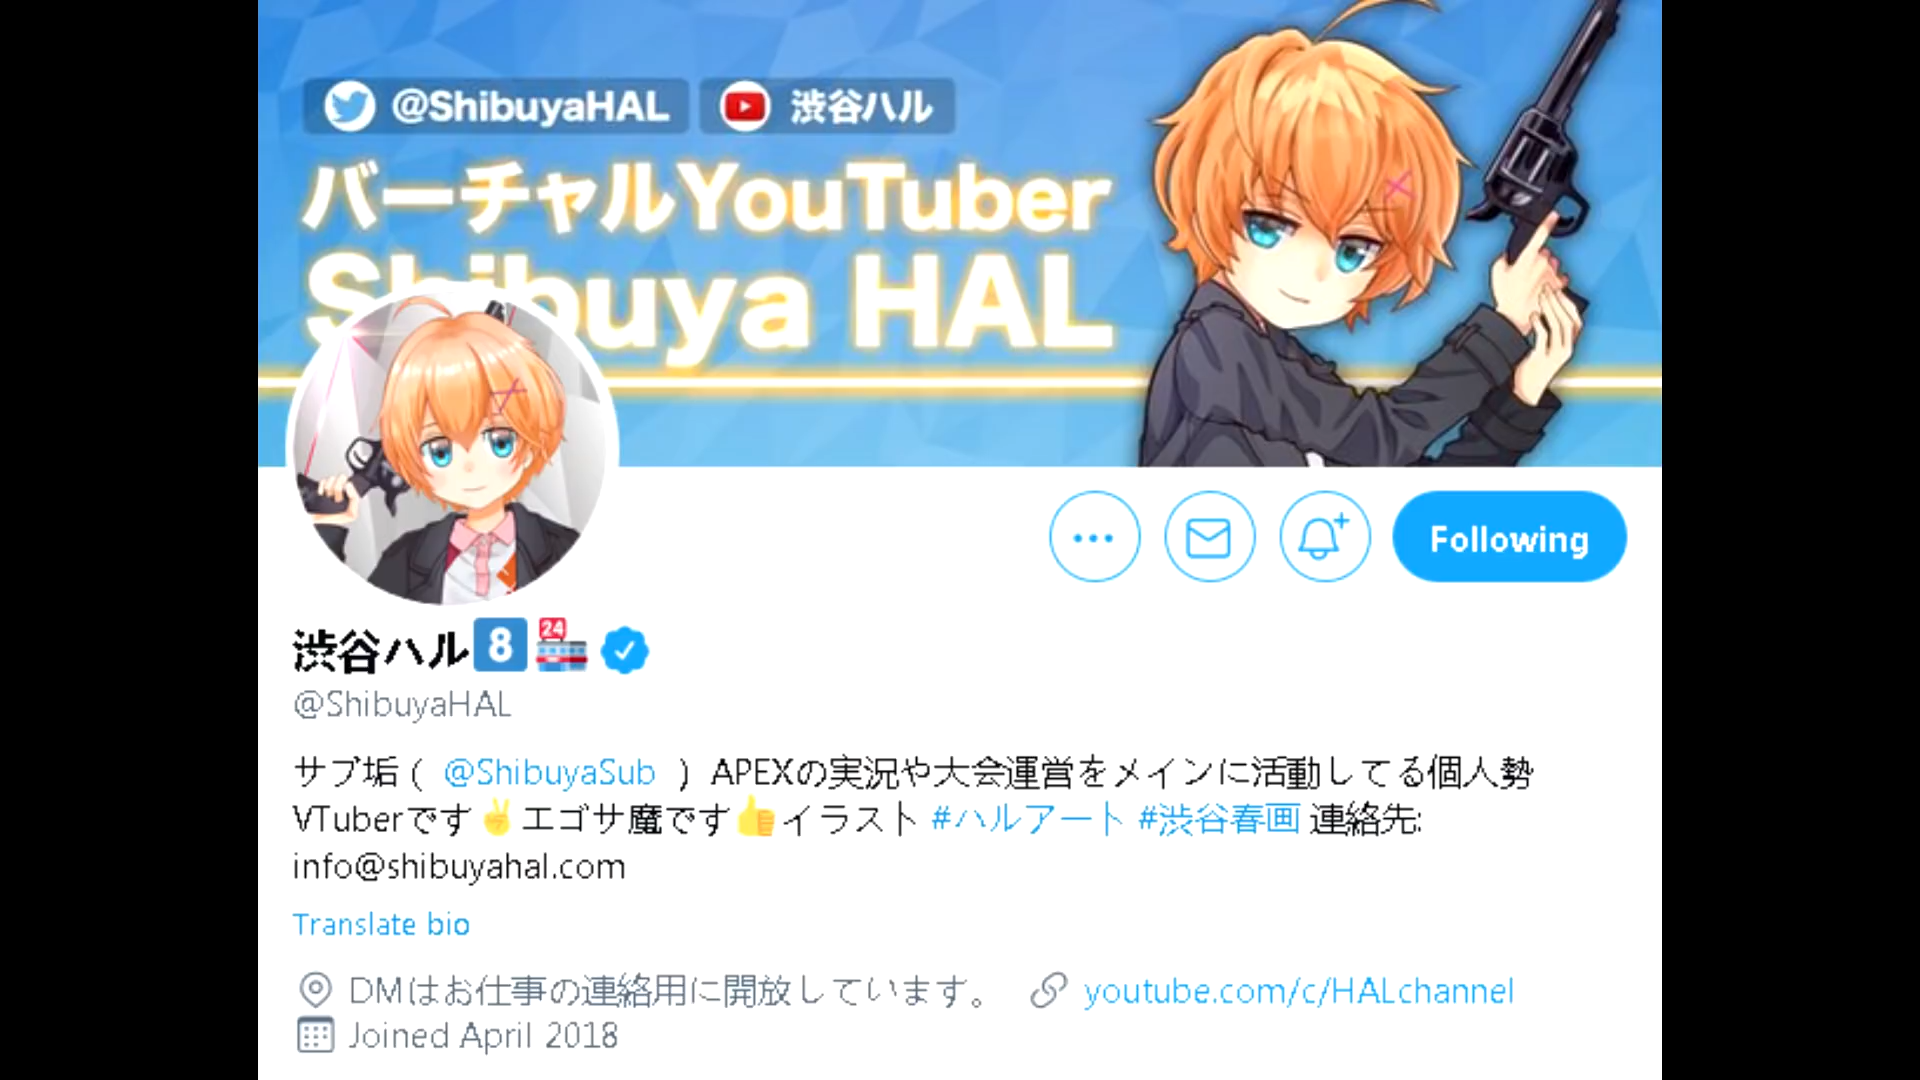 @ShibuyaHAL 渋谷ハル
バーチャルYouTuber
Shibuya HAL
Following
渋谷ハル8️⃣🏪
24
@ShibuyaHAL
サブ垢（ @ShibuyaSub ）APEXの実況や大会運営をメインに活動してる個人勢
VTuberです✌エゴサ魔です👍イラスト #ハルアート #渋谷春画 連絡先:
info@shibuyahal.com
Translate bio
DMはお仕事の連絡用に開放しています。 youtube.com/c/HALchannel
Joined April 2018